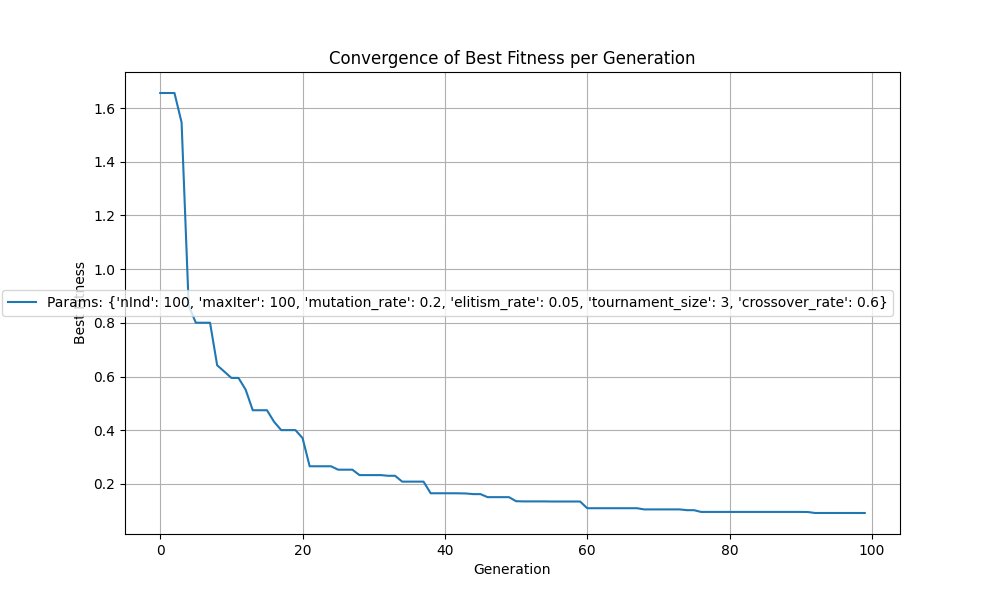 Convergence of Best Fitness per Generation
1.6
1.4
1.2
1.0
0.8
0.6
0.4
0.2
Best Fitness
Params: {'nInd': 100, 'maxIter': 100, 'mutation_rate': 0.2, 'elitism_rate': 0.05, 'tournament_size': 3, 'crossover_rate': 0.6}
0 20 40 60 80 100
Generation